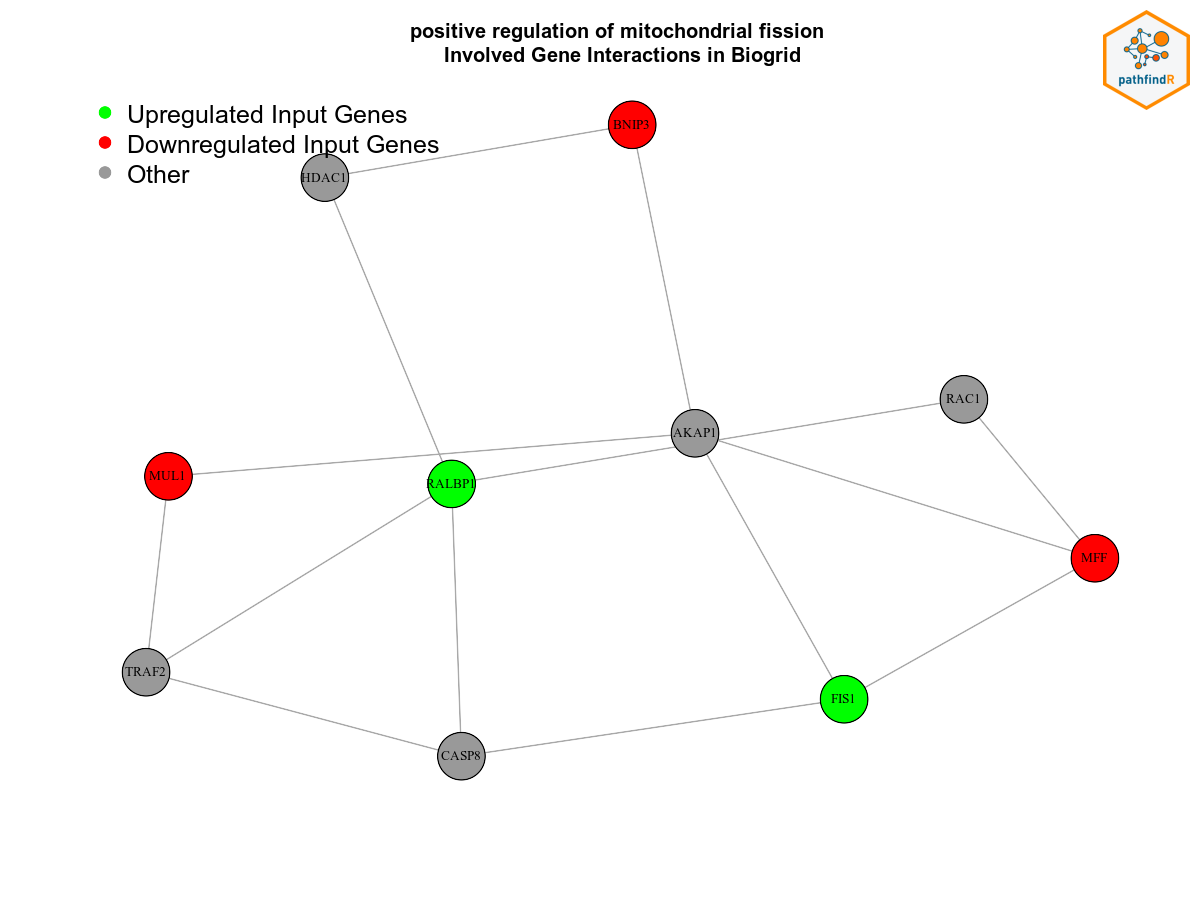 positive regulation of mitochondrial fission
Involved Gene Interactions in Biogrid
pathfindR
Upregulated Input Genes
Downregulated Input Genes
Other
BNIP3
HDAC1
RAC1
AKAP1
MUL1
RALBP1
MFF
TRAF2
FIS1
CASP8